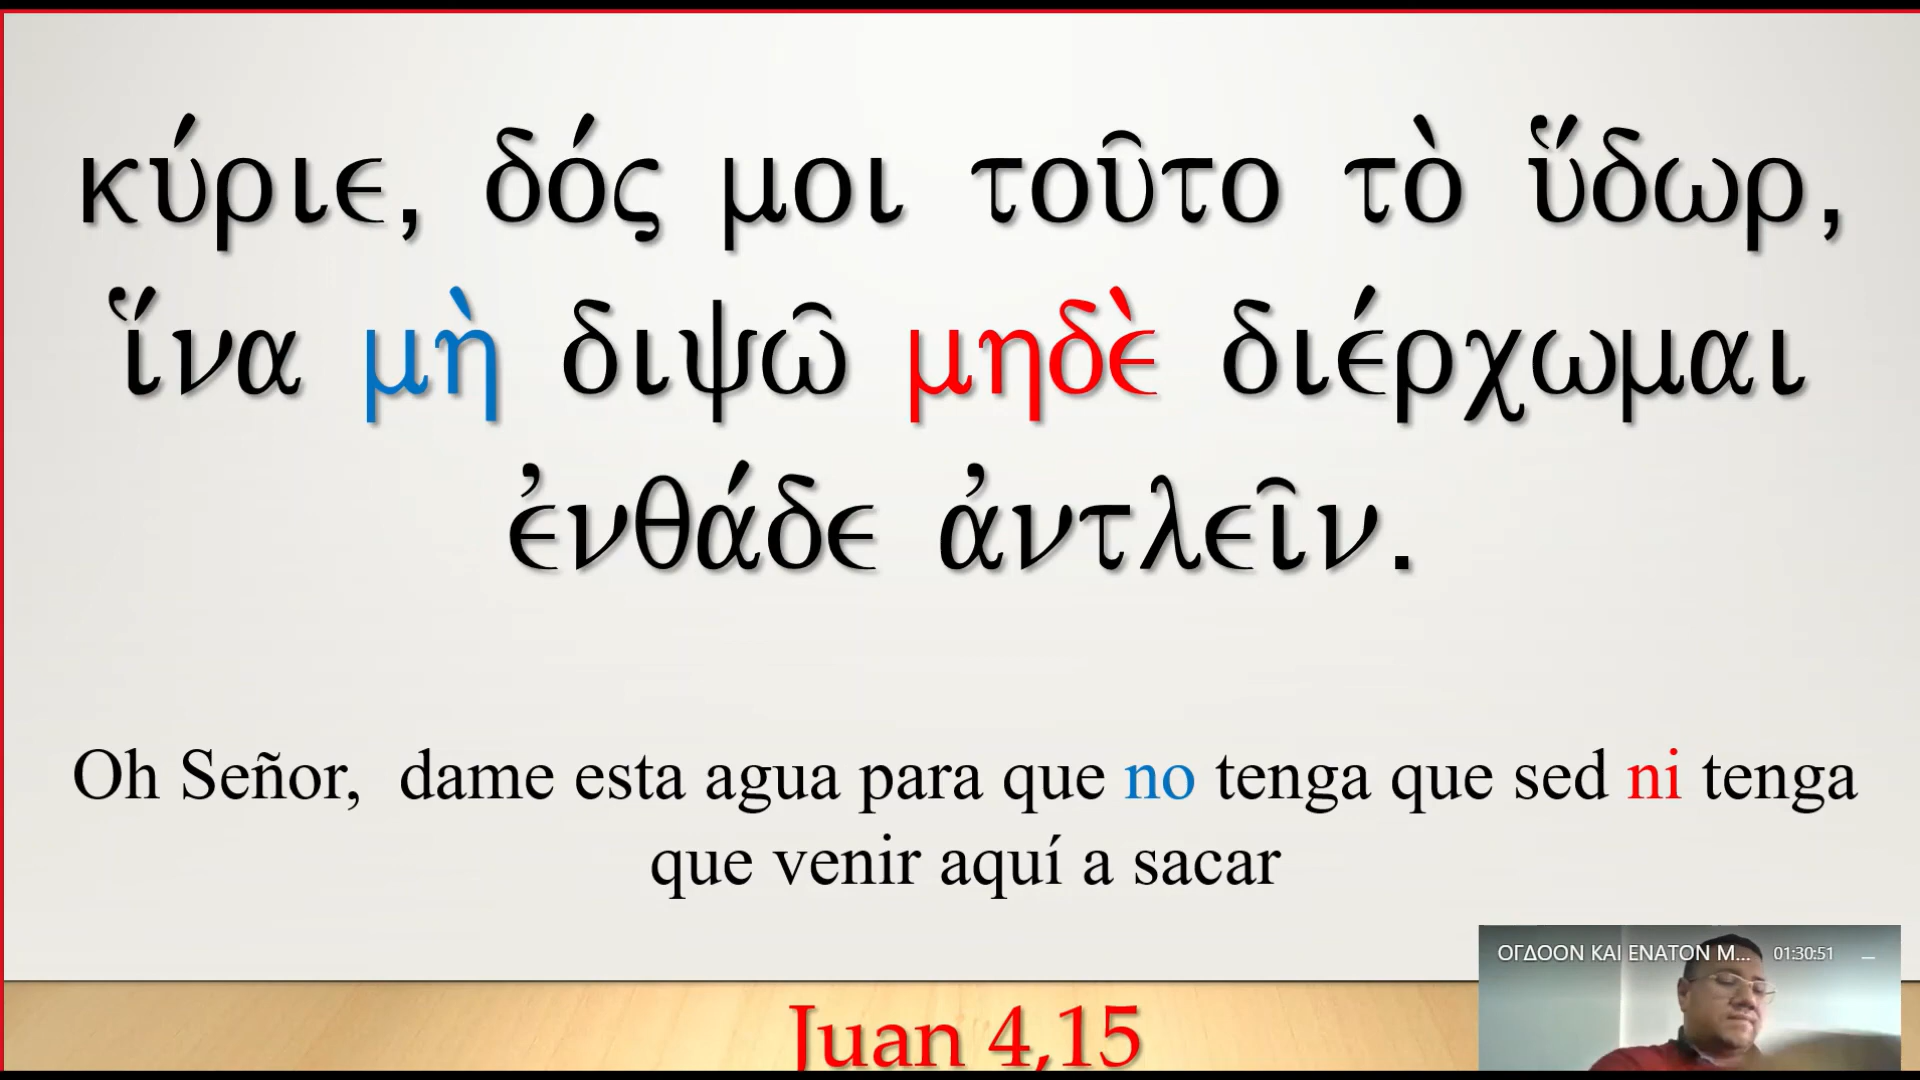 κύριε, δός μοι τοῦτο τὸ ὕδωρ,
ἵνα μὴ διψῶ μηδὲ διέρχωμαι
ἐνθάδε ἀντλεῖν.
Oh Señor, dame esta agua para que no tenga que sed ni tenga
que venir aquí a sacar
ΟΓΔΟΟΝ ΚΑΙ ΕΝΑΤΟΝ Μ... 01:30:51
Juan 4,15